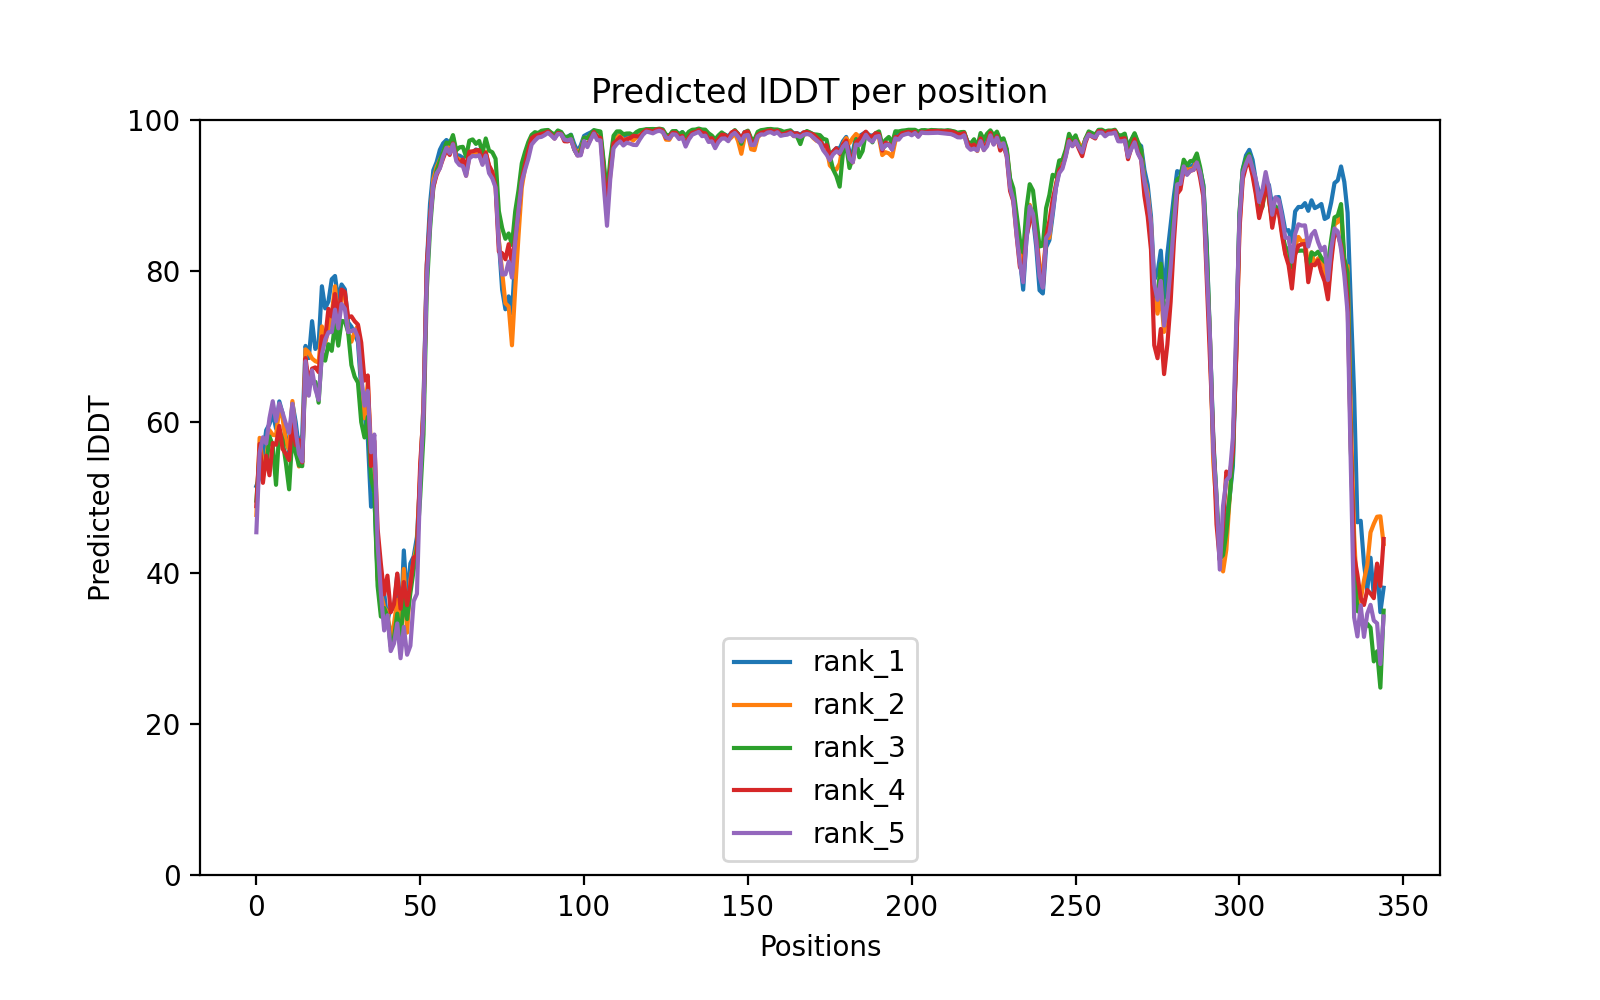 Predicted lDDT per position
100
80
60
40
20
0
Predicted lDDT
rank_1
rank_2
rank_3
rank_4
rank_5
0 50 100 150 200 250 300 350
Positions